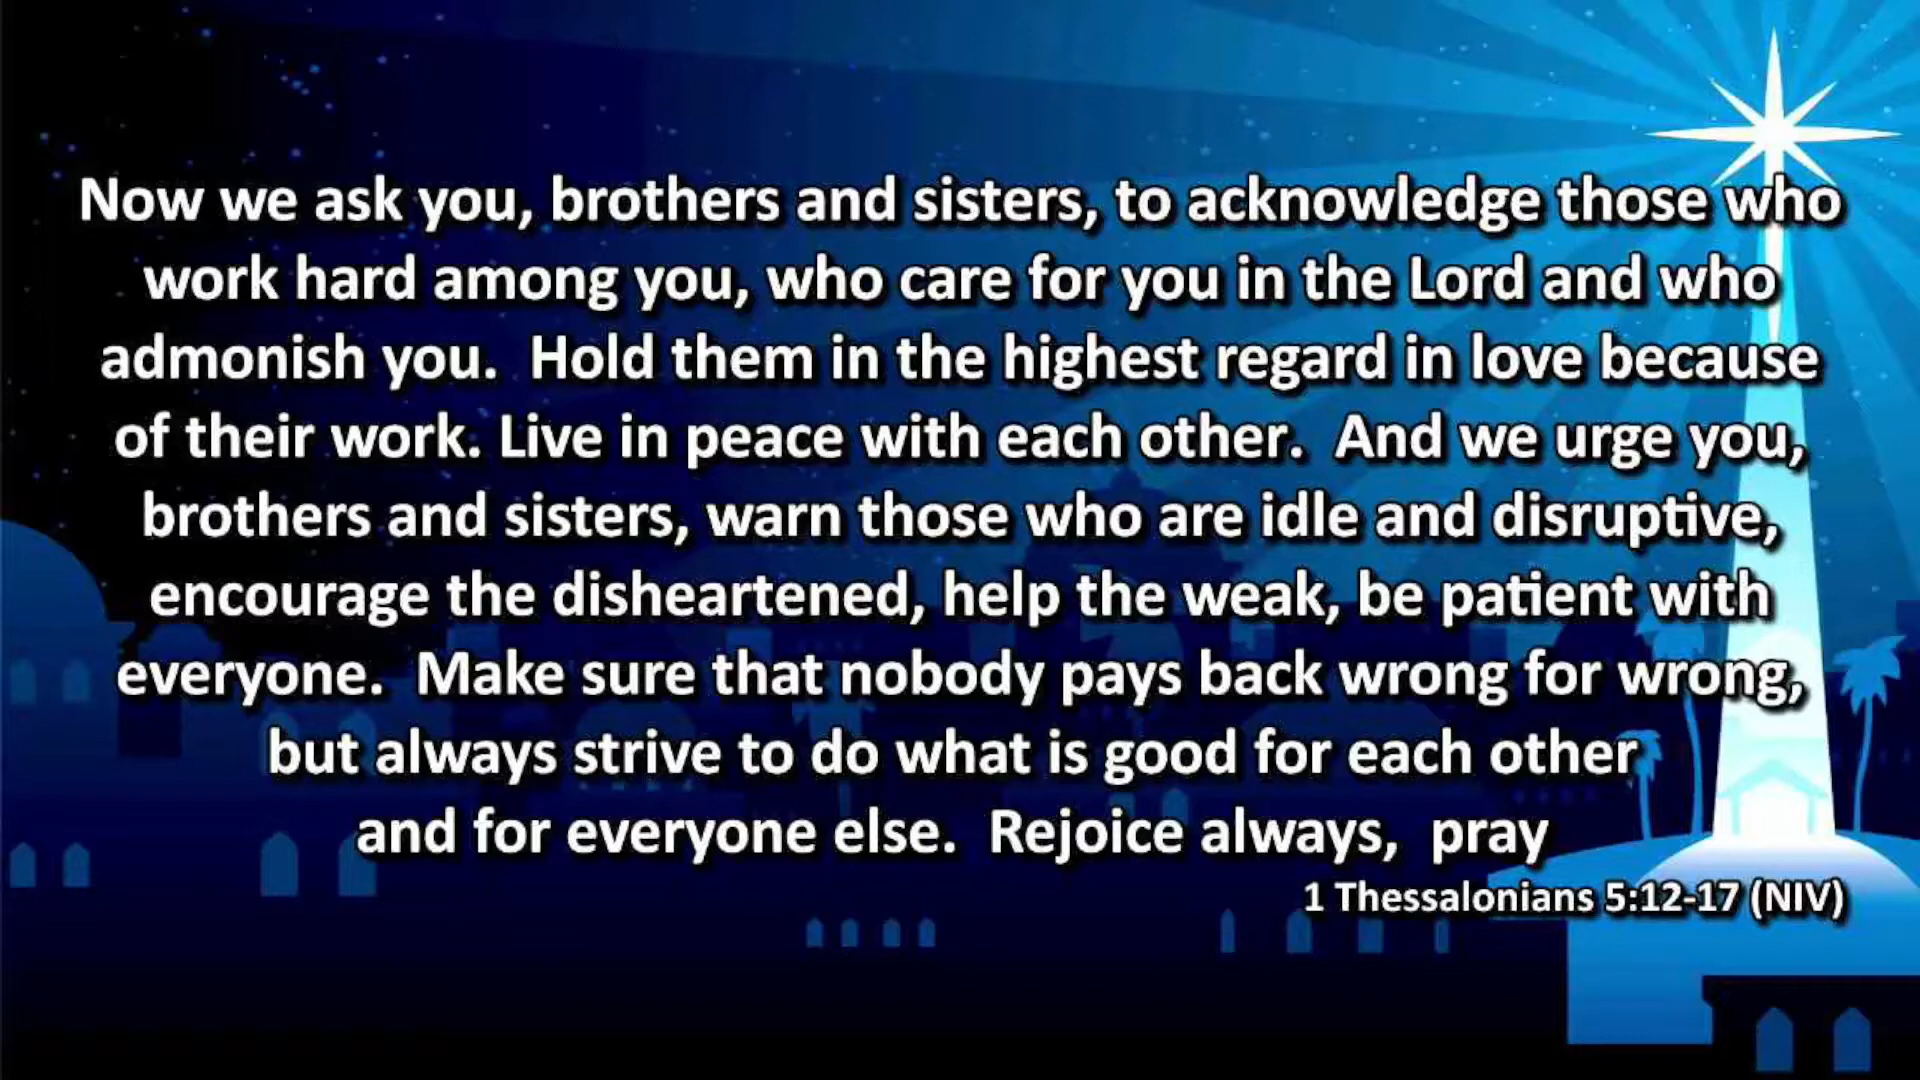 Now we ask you, brothers and sisters, to acknowledge those who
work hard among you, who care for you in the Lord and who
admonish you.  Hold them in the highest regard in love because
of their work. Live in peace with each other.  And we urge you,
brothers and sisters, warn those who are idle and disruptive,
encourage the disheartened, help the weak, be patient with
everyone.  Make sure that nobody pays back wrong for wrong,
but always strive to do what is good for each other
and for everyone else.  Rejoice always,  pray
1 Thessalonians 5:12-17 (NIV)